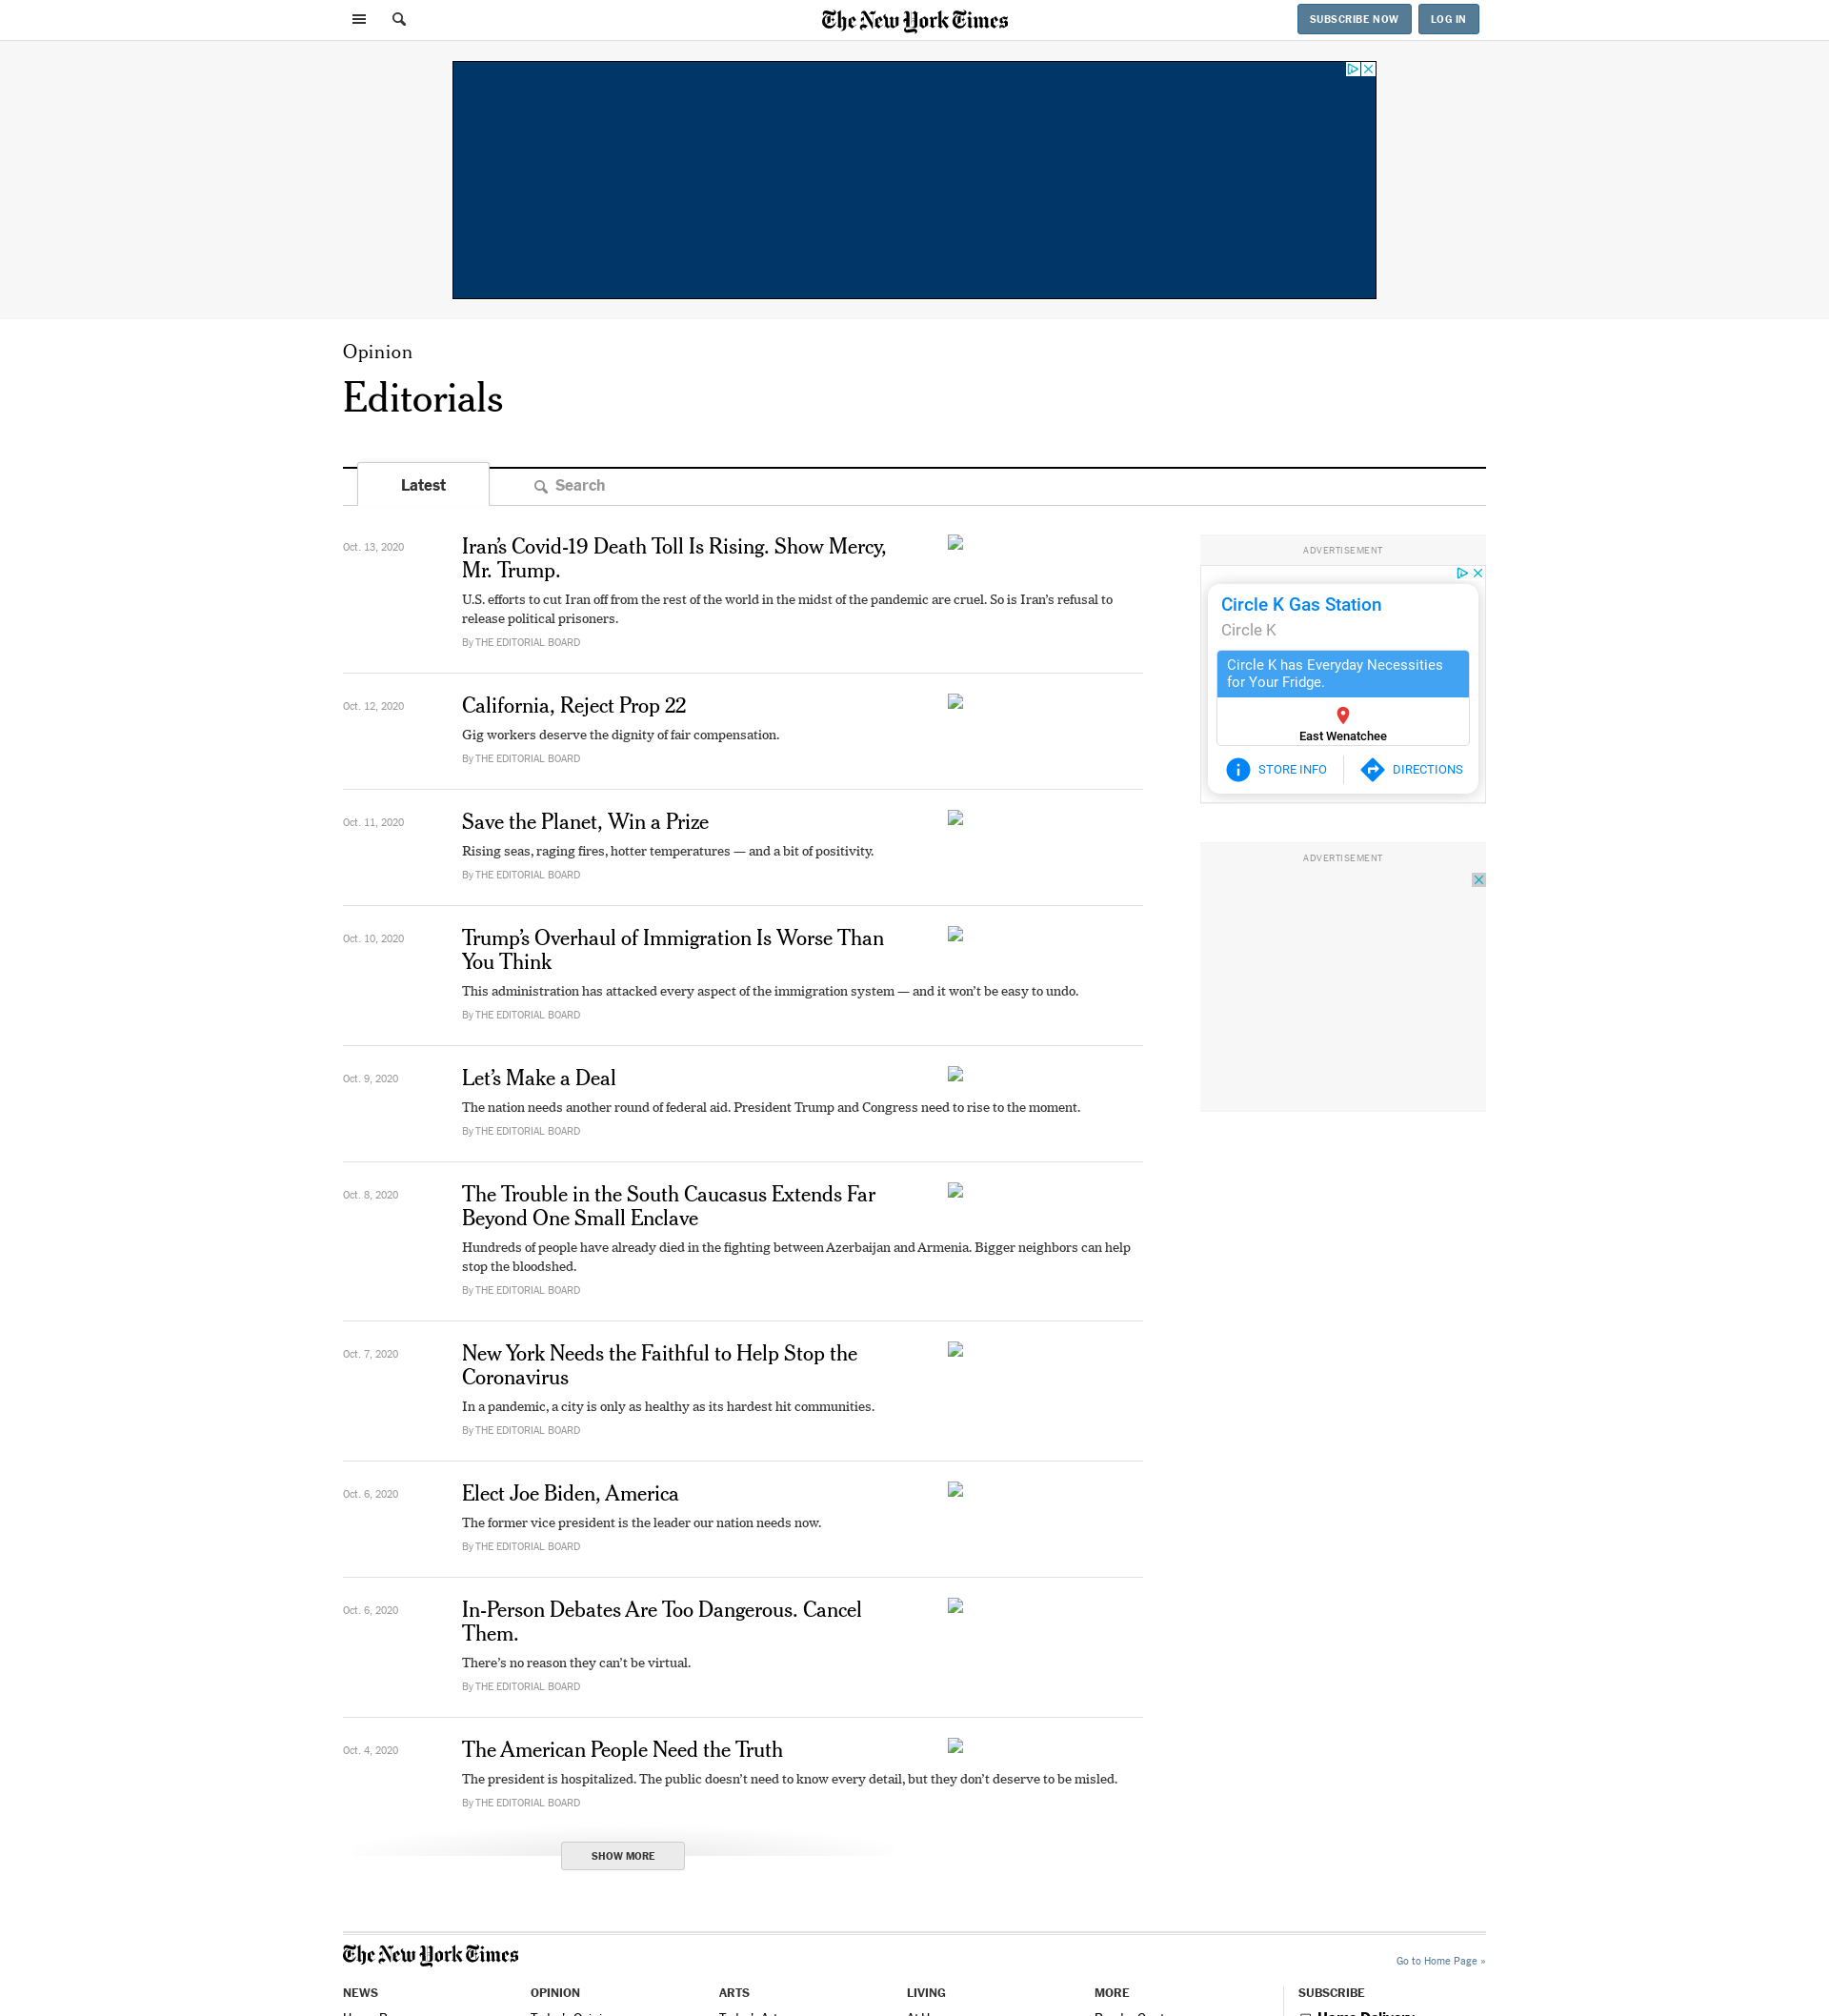 The New York Times
SUBSCRIBE NOW
LOG IN
Opinion
Editorials
Latest
Search
Oct. 13, 2020
Iran’s Covid-19 Death Toll Is Rising. Show Mercy,
Mr. Trump.
U.S. efforts to cut Iran off from the rest of the world in the midst of the pandemic are cruel. So is Iran’s refusal to
release political prisoners.
By THE EDITORIAL BOARD
Oct. 12, 2020
California, Reject Prop 22
Gig workers deserve the dignity of fair compensation.
By THE EDITORIAL BOARD
Oct. 11, 2020
Save the Planet, Win a Prize
Rising seas, raging fires, hotter temperatures — and a bit of positivity.
By THE EDITORIAL BOARD
Oct. 10, 2020
Trump’s Overhaul of Immigration Is Worse Than
You Think
This administration has attacked every aspect of the immigration system — and it won’t be easy to undo.
By THE EDITORIAL BOARD
Oct. 9, 2020
Let’s Make a Deal
The nation needs another round of federal aid. President Trump and Congress need to rise to the moment.
By THE EDITORIAL BOARD
Oct. 8, 2020
The Trouble in the South Caucasus Extends Far
Beyond One Small Enclave
Hundreds of people have already died in the fighting between Azerbaijan and Armenia. Bigger neighbors can help
stop the bloodshed.
By THE EDITORIAL BOARD
Oct. 7, 2020
New York Needs the Faithful to Help Stop the
Coronavirus
In a pandemic, a city is only as healthy as its hardest hit communities.
By THE EDITORIAL BOARD
Oct. 6, 2020
Elect Joe Biden, America
The former vice president is the leader our nation needs now.
By THE EDITORIAL BOARD
Oct. 6, 2020
In-Person Debates Are Too Dangerous. Cancel
Them.
There’s no reason they can’t be virtual.
By THE EDITORIAL BOARD
Oct. 4, 2020
The American People Need the Truth
The president is hospitalized. The public doesn’t need to know every detail, but they don’t deserve to be misled.
By THE EDITORIAL BOARD
SHOW MORE
ADVERTISEMENT
Circle K Gas Station
Circle K
Circle K has Everyday Necessities
for Your Fridge.
East Wenatchee
STORE INFO
DIRECTIONS
ADVERTISEMENT
The New York Times
Go to Home Page »
NEWS
OPINION
ARTS
LIVING
MORE
SUBSCRIBE
Home Delivery